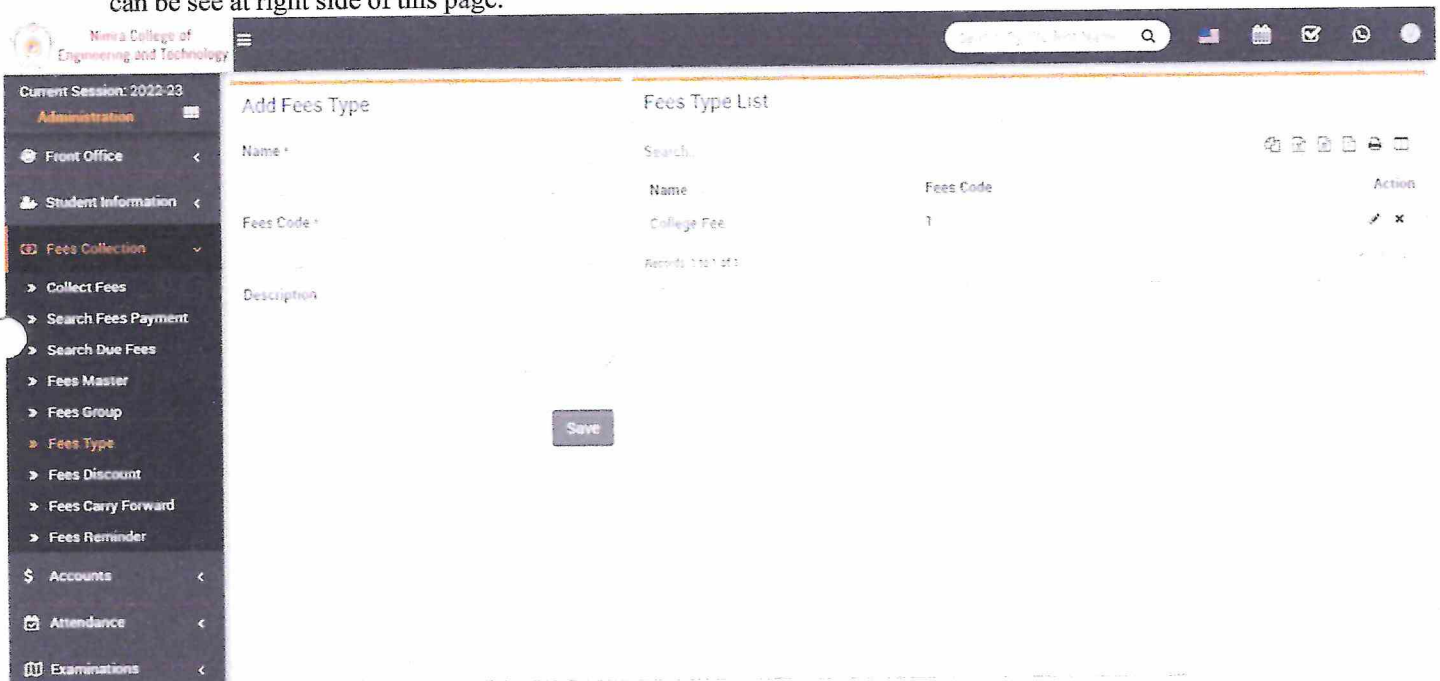 can be see at right side of this page.
Nimra College of
Engineering and Technology
Current Session: 2022-23
Administration
Front Office
Student Information
Fees Collection
Collect Fees
Search Fees Payment
Search Due Fees
Fees Master
Fees Group
Fees Type
Fees Discount
Fees Carry Forward
Fees Reminder
$ Accounts
Attendance
Examinations
Add Fees Type
Name *
Fees Code *
Description
Save
Fees Type List
Search..
Name Fees Code Action
College Fee 1
Records: 1 to 1 of 1